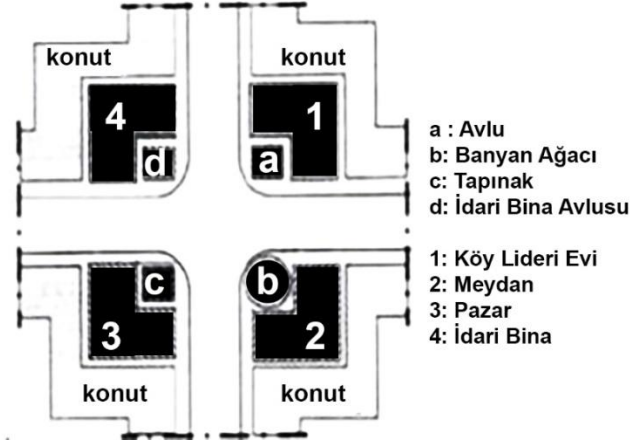 konut
konut
4
1
d
a
c
b
3
2
konut
konut
a : Avlu
b: Banyan Ağacı
c: Tapınak
d: İdari Bina Avlusu
1: Köy Lideri Evi
2: Meydan
3: Pazar
4: İdari Bina